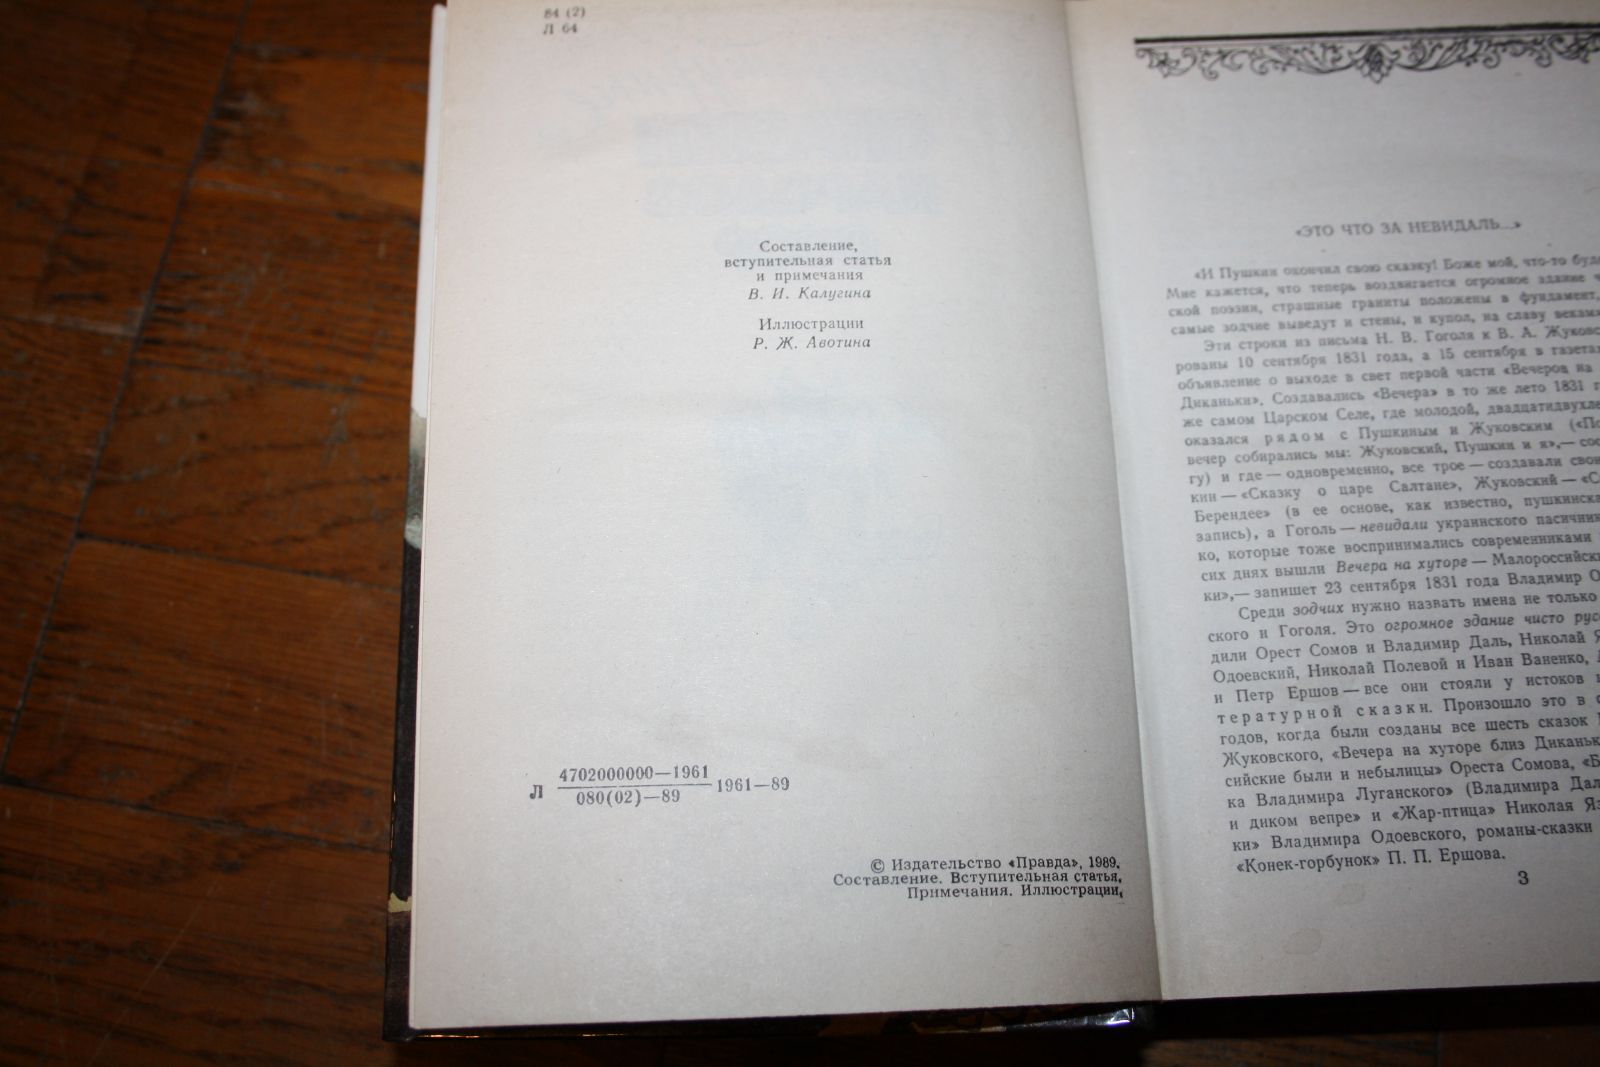 84 (2)
Л 64
Составление,
вступительная статья
и примечания
В. И. Калугина
Иллюстрации
Р. Ж. Авотина
Л 4702000000—1961
080(02)—89
1961—89
© Издательство «Правда», 1989.
Составление. Вступительная статья.
Примечания. Иллюстрации.
«ЭТО ЧТО ЗА НЕВИДАЛЬ...»
«И Пушкин окончил свою сказку! Боже мой, что-то буд
Мне кажется, что теперь воздвигается огромное здание ч
ской поэзии, страшные граниты положены в фундамент,
самые зодчие выведут и стены, и купол, на славу векам
Эти строки из письма Н. В. Гоголя к В. А. Жуковс
рованы 10 сентября 1831 года, а 15 сентября в газета
объявление о выходе в свет первой части «Вечеров на
Диканьки». Создавались «Вечера» в то же лето 1831 г
же самом Царском Селе, где молодой, двадцатидвухле
оказался рядом с Пушкиным и Жуковским («По
вечер собирались мы: Жуковский, Пушкин и я»,— соо
гу) и где — одновременно, все трое — создавали свои
кин — «Сказку о царе Салтане», Жуковский — «С
Берендее» (в ее основе, как известно, пушкинска
запись), а Гоголь — невидали украинского пасичник
ко, которые тоже воспринимались современниками
сих днях вышли Вечера на хуторе — Малороссийски
ки»,— запишет 23 сентября 1831 года Владимир О
Среди зодчих нужно назвать имена не только
ского и Гоголя. Это огромное здание чисто рус
дили Орест Сомов и Владимир Даль, Николай Я
Одоевский, Николай Полевой и Иван Ваненко,
и Петр Ершов — все они стояли у истоков
тературной сказки. Произошло это в
годов, когда были созданы все шесть сказок
Жуковского, «Вечера на хуторе близ Диканьк
сийские были и небылицы» Ореста Сомова, «Б
ка Владимира Луганского» (Владимира Дал
и диком вепре» и «Жар-птица» Николая Яз
ки» Владимира Одоевского, романы-сказки
«Конек-горбунок» П. П. Ершова.
3